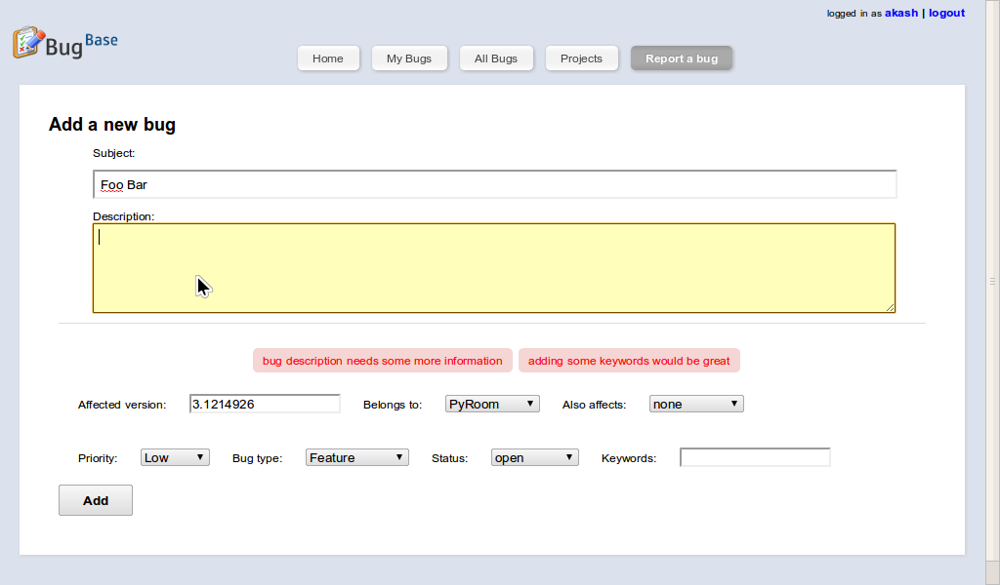 logged in as akash | logout
Bug Base
Home My Bugs All Bugs Projects Report a bug
Add a new bug
Subject:
Foo Bar
Description:
bug description needs some more information adding some keywords would be great
Affected version: 3.1214926 Belongs to: PyRoom Also affects: none
Priority: Low Bug type: Feature Status: open Keywords:
Add